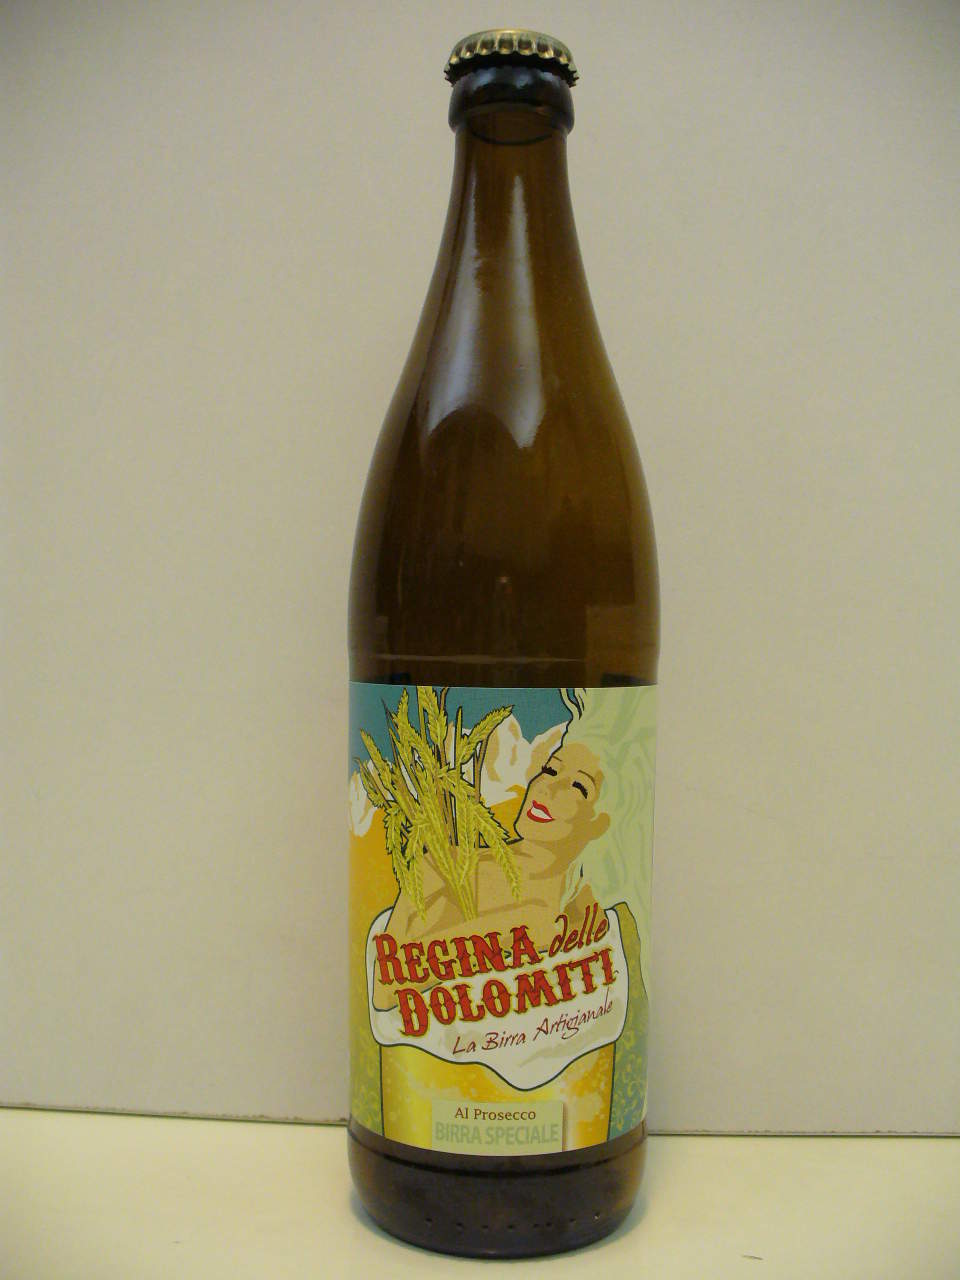 REGINA delle
DOLOMITI
La Birra Artigianale
Al Prosecco
BIRRA SPECIALE